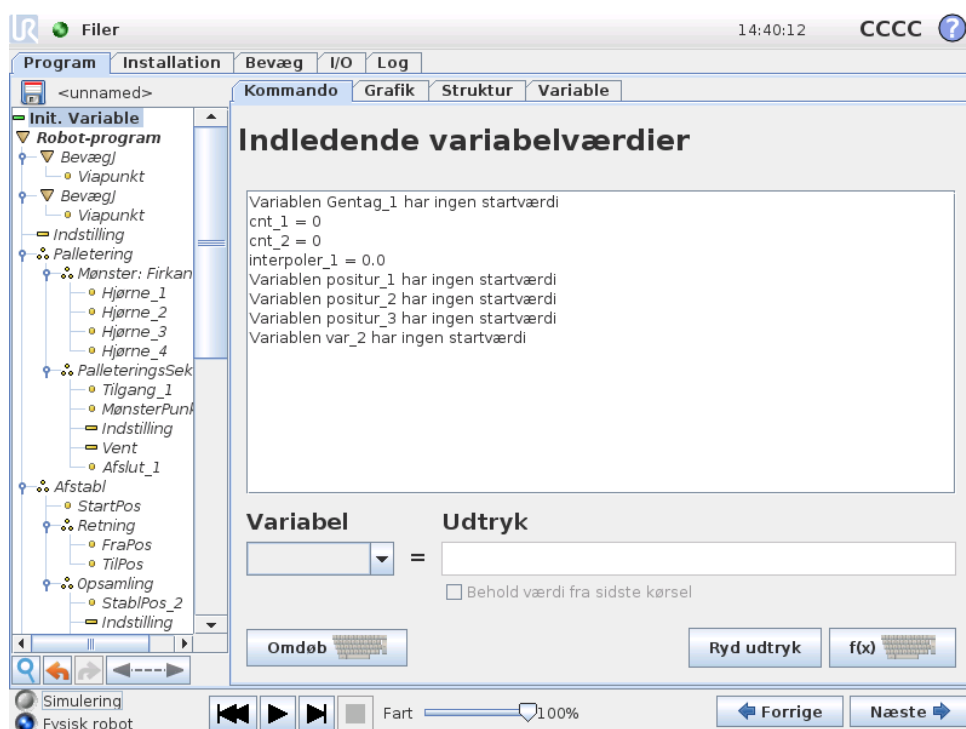 UR Filer 14:40:12 CCCC ?
Program Installation Bevæg I/O Log
<unnamed>
Kommando Grafik Struktur Variable
Init. Variable
Robot-program
BevægJ
Viapunkt
BevægJ
Viapunkt
Indstilling
Palletering
Mønster: Firkan
Hjørne_1
Hjørne_2
Hjørne_3
Hjørne_4
PalleteringsSek
Tilgang_1
MønsterPunk
Indstilling
Vent
Afslut_1
Afstabl
StartPos
Retning
FraPos
TilPos
Opsamling
StablPos_2
Indstilling
Indledende variabelværdier
Variablen Gentag_1 har ingen startværdi
cnt_1 = 0
cnt_2 = 0
interpoler_1 = 0.0
Variablen positur_1 har ingen startværdi
Variablen positur_2 har ingen startværdi
Variablen positur_3 har ingen startværdi
Variablen var_2 har ingen startværdi
Variabel Udtryk
=
Behold værdi fra sidste kørsel
Omdøb Ryd udtryk f(x)
Simulering
Fysisk robot
Fart 100% Forrige Næste